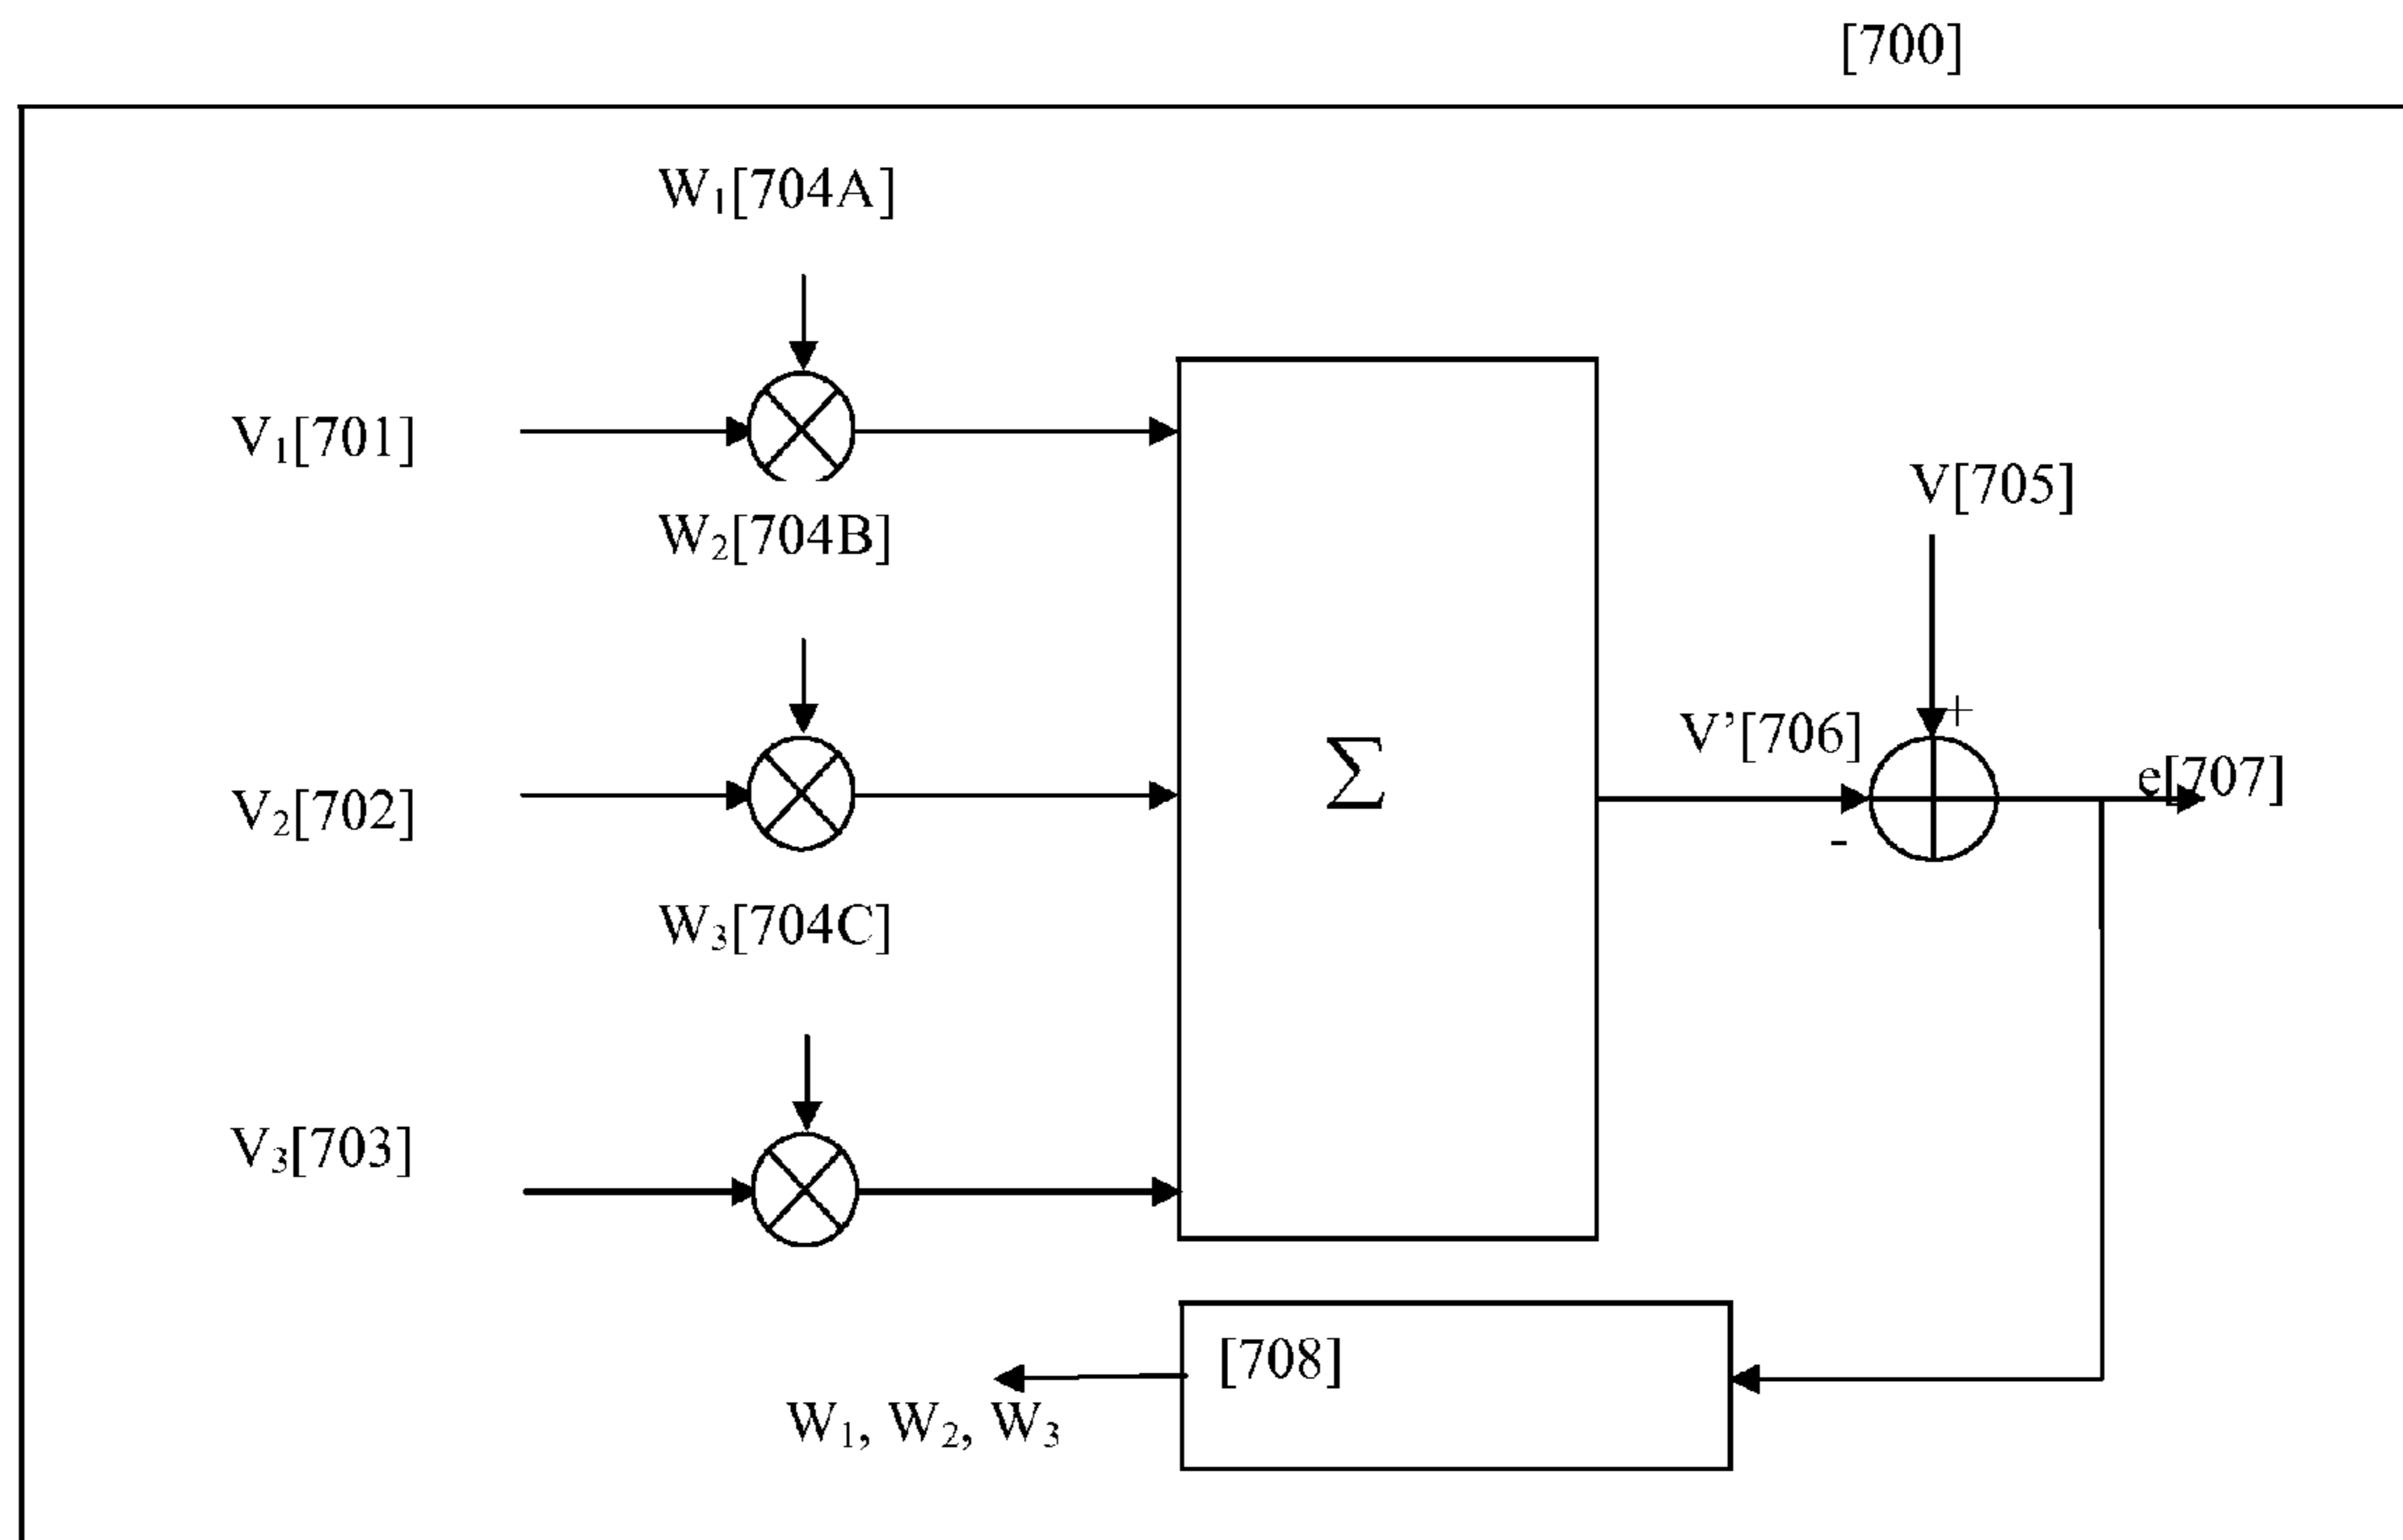 [700]
W₁[704A]
V₁[701]
W₂[704B]
V[705]
V₂[702]
Σ
V’[706]
+
-
e[707]
W₃[704C]
V₃[703]
[708]
W₁, W₂, W₃